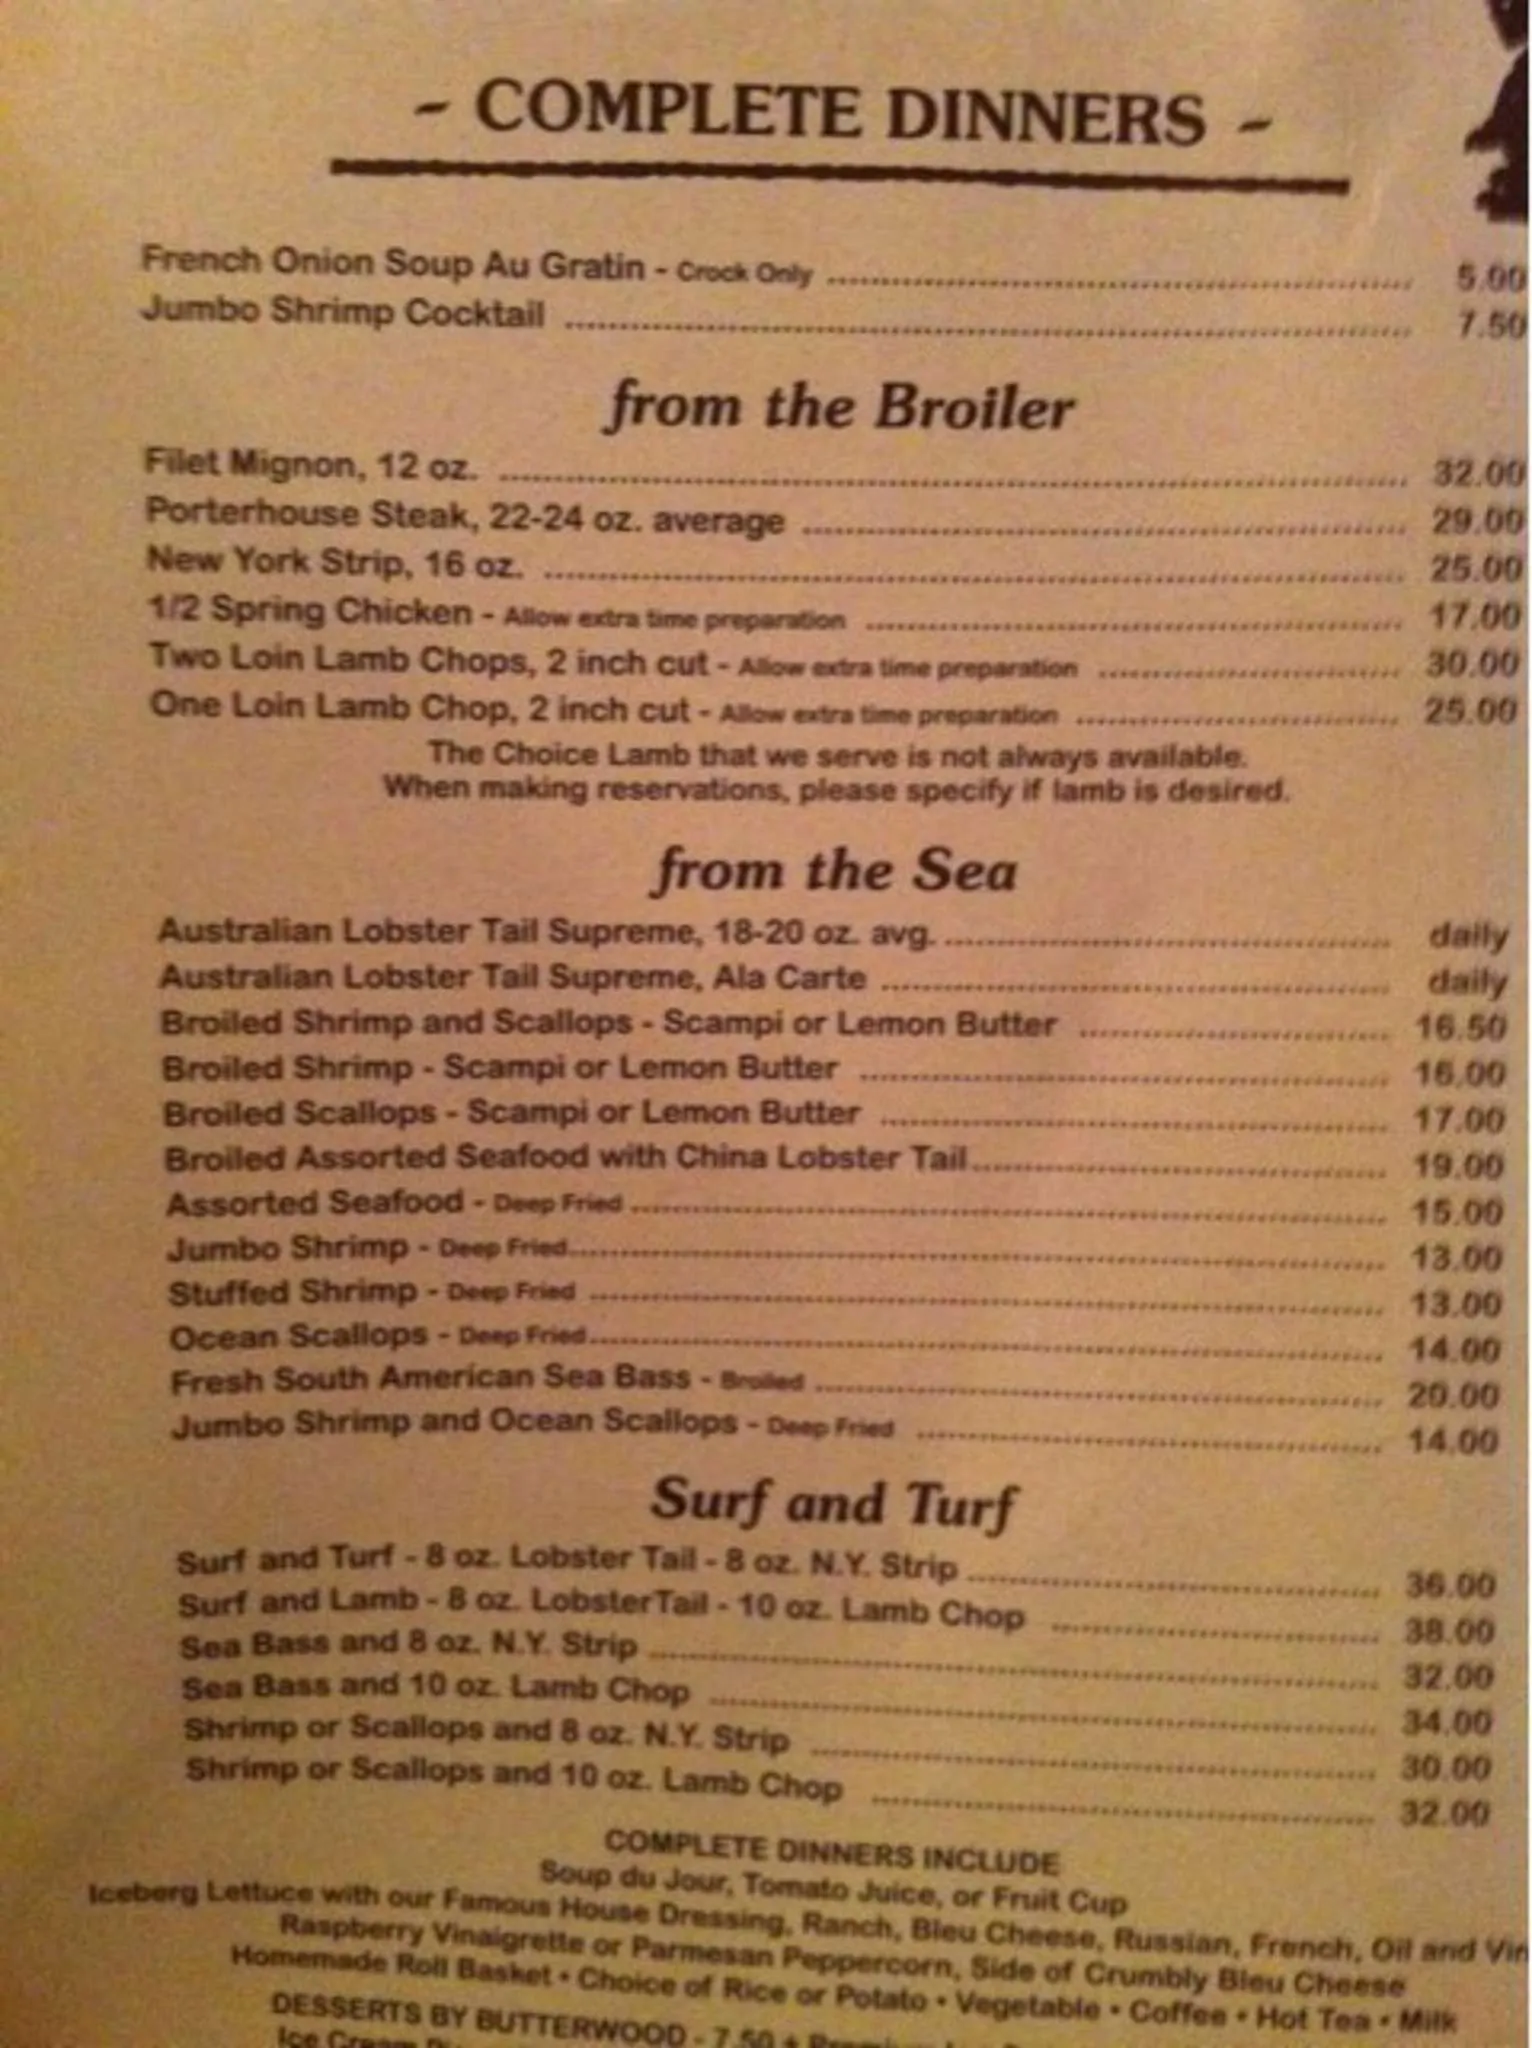 - COMPLETE DINNERS -
French Onion Soup Au Gratin - Crock Only ........ 5.00
Jumbo Shrimp Cocktail ........ 7.50
from the Broiler
Filet Mignon, 12 oz. ........ 32.00
Porterhouse Steak, 22-24 oz. average ........ 29.00
New York Strip, 16 oz. ........ 25.00
1/2 Spring Chicken - Allow extra time preparation ........ 17.00
Two Loin Lamb Chops, 2 inch cut - Allow extra time preparation ........ 30.00
One Loin Lamb Chop, 2 inch cut - Allow extra time preparation ........ 25.00
The Choice Lamb that we serve is not always available.
When making reservations, please specify if lamb is desired.
from the Sea
Australian Lobster Tail Supreme, 18-20 oz. avg. ........ daily
Australian Lobster Tail Supreme, Ala Carte ........ daily
Broiled Shrimp and Scallops - Scampi or Lemon Butter ........ 16.50
Broiled Shrimp - Scampi or Lemon Butter ........ 16.00
Broiled Scallops - Scampi or Lemon Butter ........ 17.00
Broiled Assorted Seafood with China Lobster Tail ........ 19.00
Assorted Seafood - Deep Fried ........ 15.00
Jumbo Shrimp - Deep Fried ........ 13.00
Stuffed Shrimp - Deep Fried ........ 13.00
Ocean Scallops - Deep Fried ........ 14.00
Fresh South American Sea Bass - Broiled ........ 20.00
Jumbo Shrimp and Ocean Scallops - Deep Fried ........ 14.00
Surf and Turf
Surf and Turf - 8 oz. Lobster Tail - 8 oz. N.Y. Strip ........ 36.00
Surf and Lamb - 8 oz. LobsterTail - 10 oz. Lamb Chop ........ 38.00
Sea Bass and 8 oz. N.Y. Strip ........ 32.00
Sea Bass and 10 oz. Lamb Chop ........ 34.00
Shrimp or Scallops and 8 oz. N.Y. Strip ........ 30.00
Shrimp or Scallops and 10 oz. Lamb Chop ........ 32.00
COMPLETE DINNERS INCLUDE
Soup du Jour, Tomato Juice, or Fruit Cup
Iceberg Lettuce with our Famous House Dressing, Ranch, Bleu Cheese, Russian, French, Oil and Vin
Raspberry Vinaigrette or Parmesan Peppercorn, Side of Crumbly Bleu Cheese
Homemade Roll Basket • Choice of Rice or Potato • Vegetable • Coffee • Hot Tea • Milk
DESSERTS BY BUTTERWOOD - 7.50 •
Ice Cream